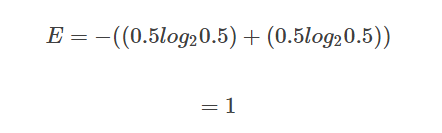 E = −((0.5log₂0.5) + (0.5log₂0.5))
= 1